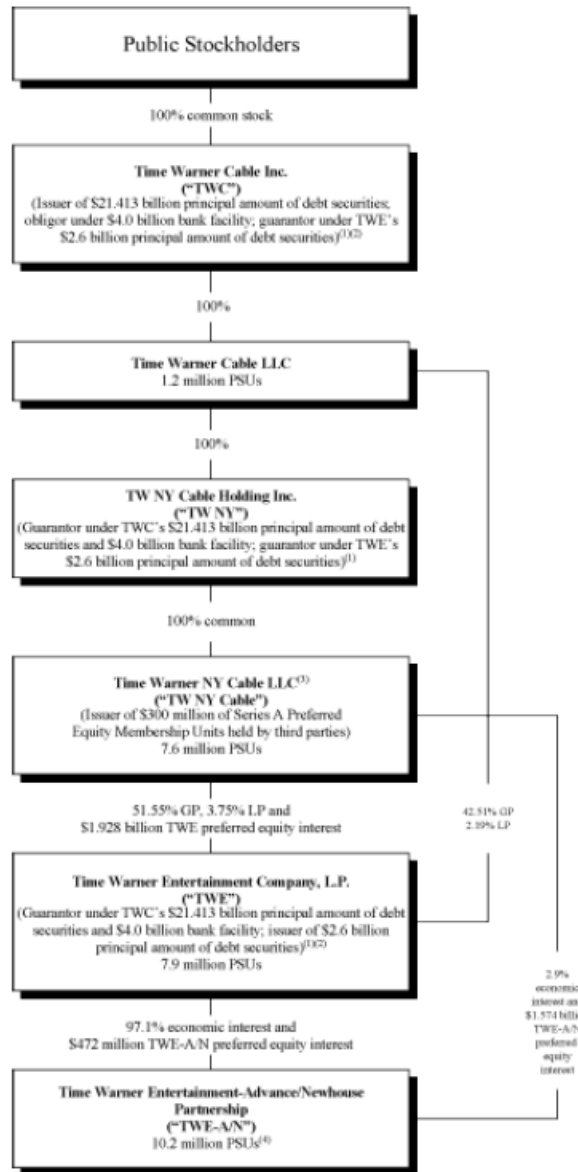 Public Stockholders
100% common stock
Time Warner Cable Inc.
("TWC")
(Issuer of $21.413 billion principal amount of debt securities;
obligor under $4.0 billion bank facility; guarantor under TWE's
$2.6 billion principal amount of debt securities)(1)(2)
100%
Time Warner Cable LLC
1.2 million PSUs
100%
TW NY Cable Holding Inc.
("TW NY")
(Guarantor under TWC's $21.413 billion principal amount of debt
securities and $4.0 billion bank facility; guarantor under TWE's
$2.6 billion principal amount of debt securities)(1)
100% common
Time Warner NY Cable LLC(3)
("TW NY Cable")
(Issuer of $300 million of Series A Preferred
Equity Membership Units held by third parties)
7.6 million PSUs
51.55% GP, 3.75% LP and
$1.928 billion TWE preferred equity interest
42.51% GP
2.19% LP
Time Warner Entertainment Company, L.P.
("TWE")
(Guarantor under TWC's $21.413 billion principal amount of debt
securities and $4.0 billion bank facility; issuer of $2.6 billion
principal amount of debt securities)(1)(2)
7.9 million PSUs
97.1% economic interest and
$472 million TWE-A/N preferred equity interest
2.9%
economic
interest and
$1.574 billion
TWE-A/N
preferred
equity
interest
Time Warner Entertainment-Advance/Newhouse
Partnership
("TWE-A/N")
10.2 million PSUs(4)